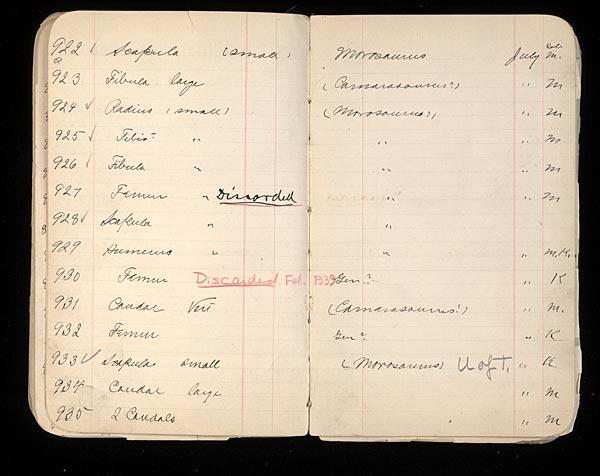 922 ✓ Scapula (small) Morosaurus July Coll. M.
923 Fibula large (Camarasaurus?) " M
924 ✓ Radius (small) (Morosaurus?) " M
925 ✓ Tibia " " " M
926 ✓ Fibula " " M
927 Femur " Discarded " " M
928 ✓ Scapula " " "
929 Humerus " " M.K.
930 Femur Discarded Feb. 1939 Gen? " K
931 Caudal Vert (Camarasaurus?) " M.
932 Femur Gen? " K
933 ✓ Scapula small (Morosaurus) U of T. " K
934 Caudal large " M
935 2 Caudals " M